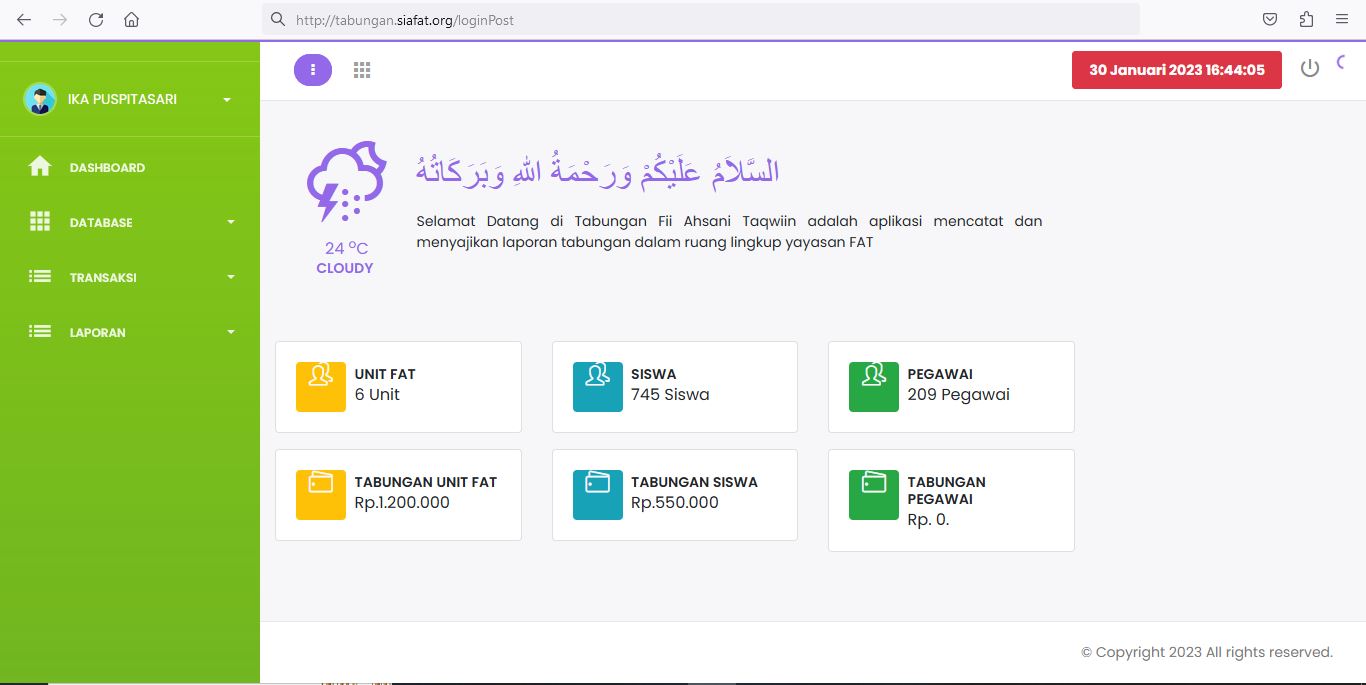 http://tabungan.siafat.org/loginPost
30 Januari 2023 16:44:05
IKA PUSPITASARI
DASHBOARD
DATABASE
TRANSAKSI
LAPORAN
السَّلاَمُ عَلَيْكُمْ وَرَحْمَةُ اللهِ وَبَرَكَاتُهُ
Selamat Datang di Tabungan Fii Ahsani Taqwiin adalah aplikasi mencatat dan
menyajikan laporan tabungan dalam ruang lingkup yayasan FAT
24 °C
CLOUDY
UNIT FAT
6 Unit
SISWA
745 Siswa
PEGAWAI
209 Pegawai
TABUNGAN UNIT FAT
Rp.1.200.000
TABUNGAN SISWA
Rp.550.000
TABUNGAN
PEGAWAI
Rp. 0.
© Copyright 2023 All rights reserved.